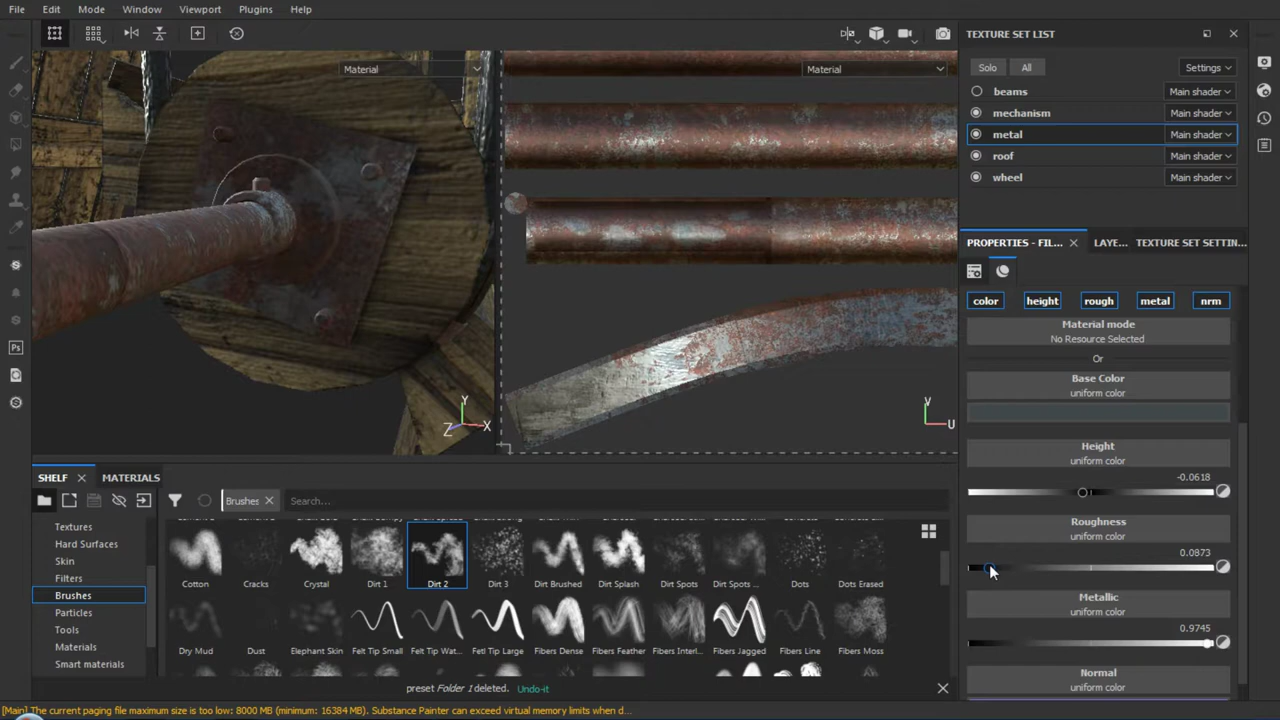 File Edit Mode Window Viewport Plugins Help
Material
Material
Z Y X
V U
TEXTURE SET LIST
Solo All Settings
beams Main shader
mechanism Main shader
metal Main shader
roof Main shader
wheel Main shader
PROPERTIES - FIL... LAYE... TEXTURE SET SETTIN...
color height rough metal nrm
Material mode
No Resource Selected
Or
Base Color
uniform color
Height
uniform color
-0.0618
Roughness
uniform color
0.0873
Metallic
uniform color
0.9745
Normal
uniform color
SHELF MATERIALS
Brushes Search...
Textures
Hard Surfaces
Skin
Filters
Brushes
Particles
Tools
Materials
Smart materials
Ps
Cotton Cracks Crystal Dirt 1 Dirt 2 Dirt 3 Dirt Brushed Dirt Splash Dirt Spots Dirt Spots ... Dots Dots Erased
Dry Mud Dust Elephant Skin Felt Tip Small Felt Tip Wat... Fetl Tip Large Fibers Dense Fibers Feather Fibers Interl... Fibers Jagged Fibers Line Fibers Moss
preset Folder 1 deleted. Undo-it
[Main] The current paging file maximum size is too low: 8000 MB (minimum: 16384 MB). Substance Painter can exceed virtual memory limits when d...